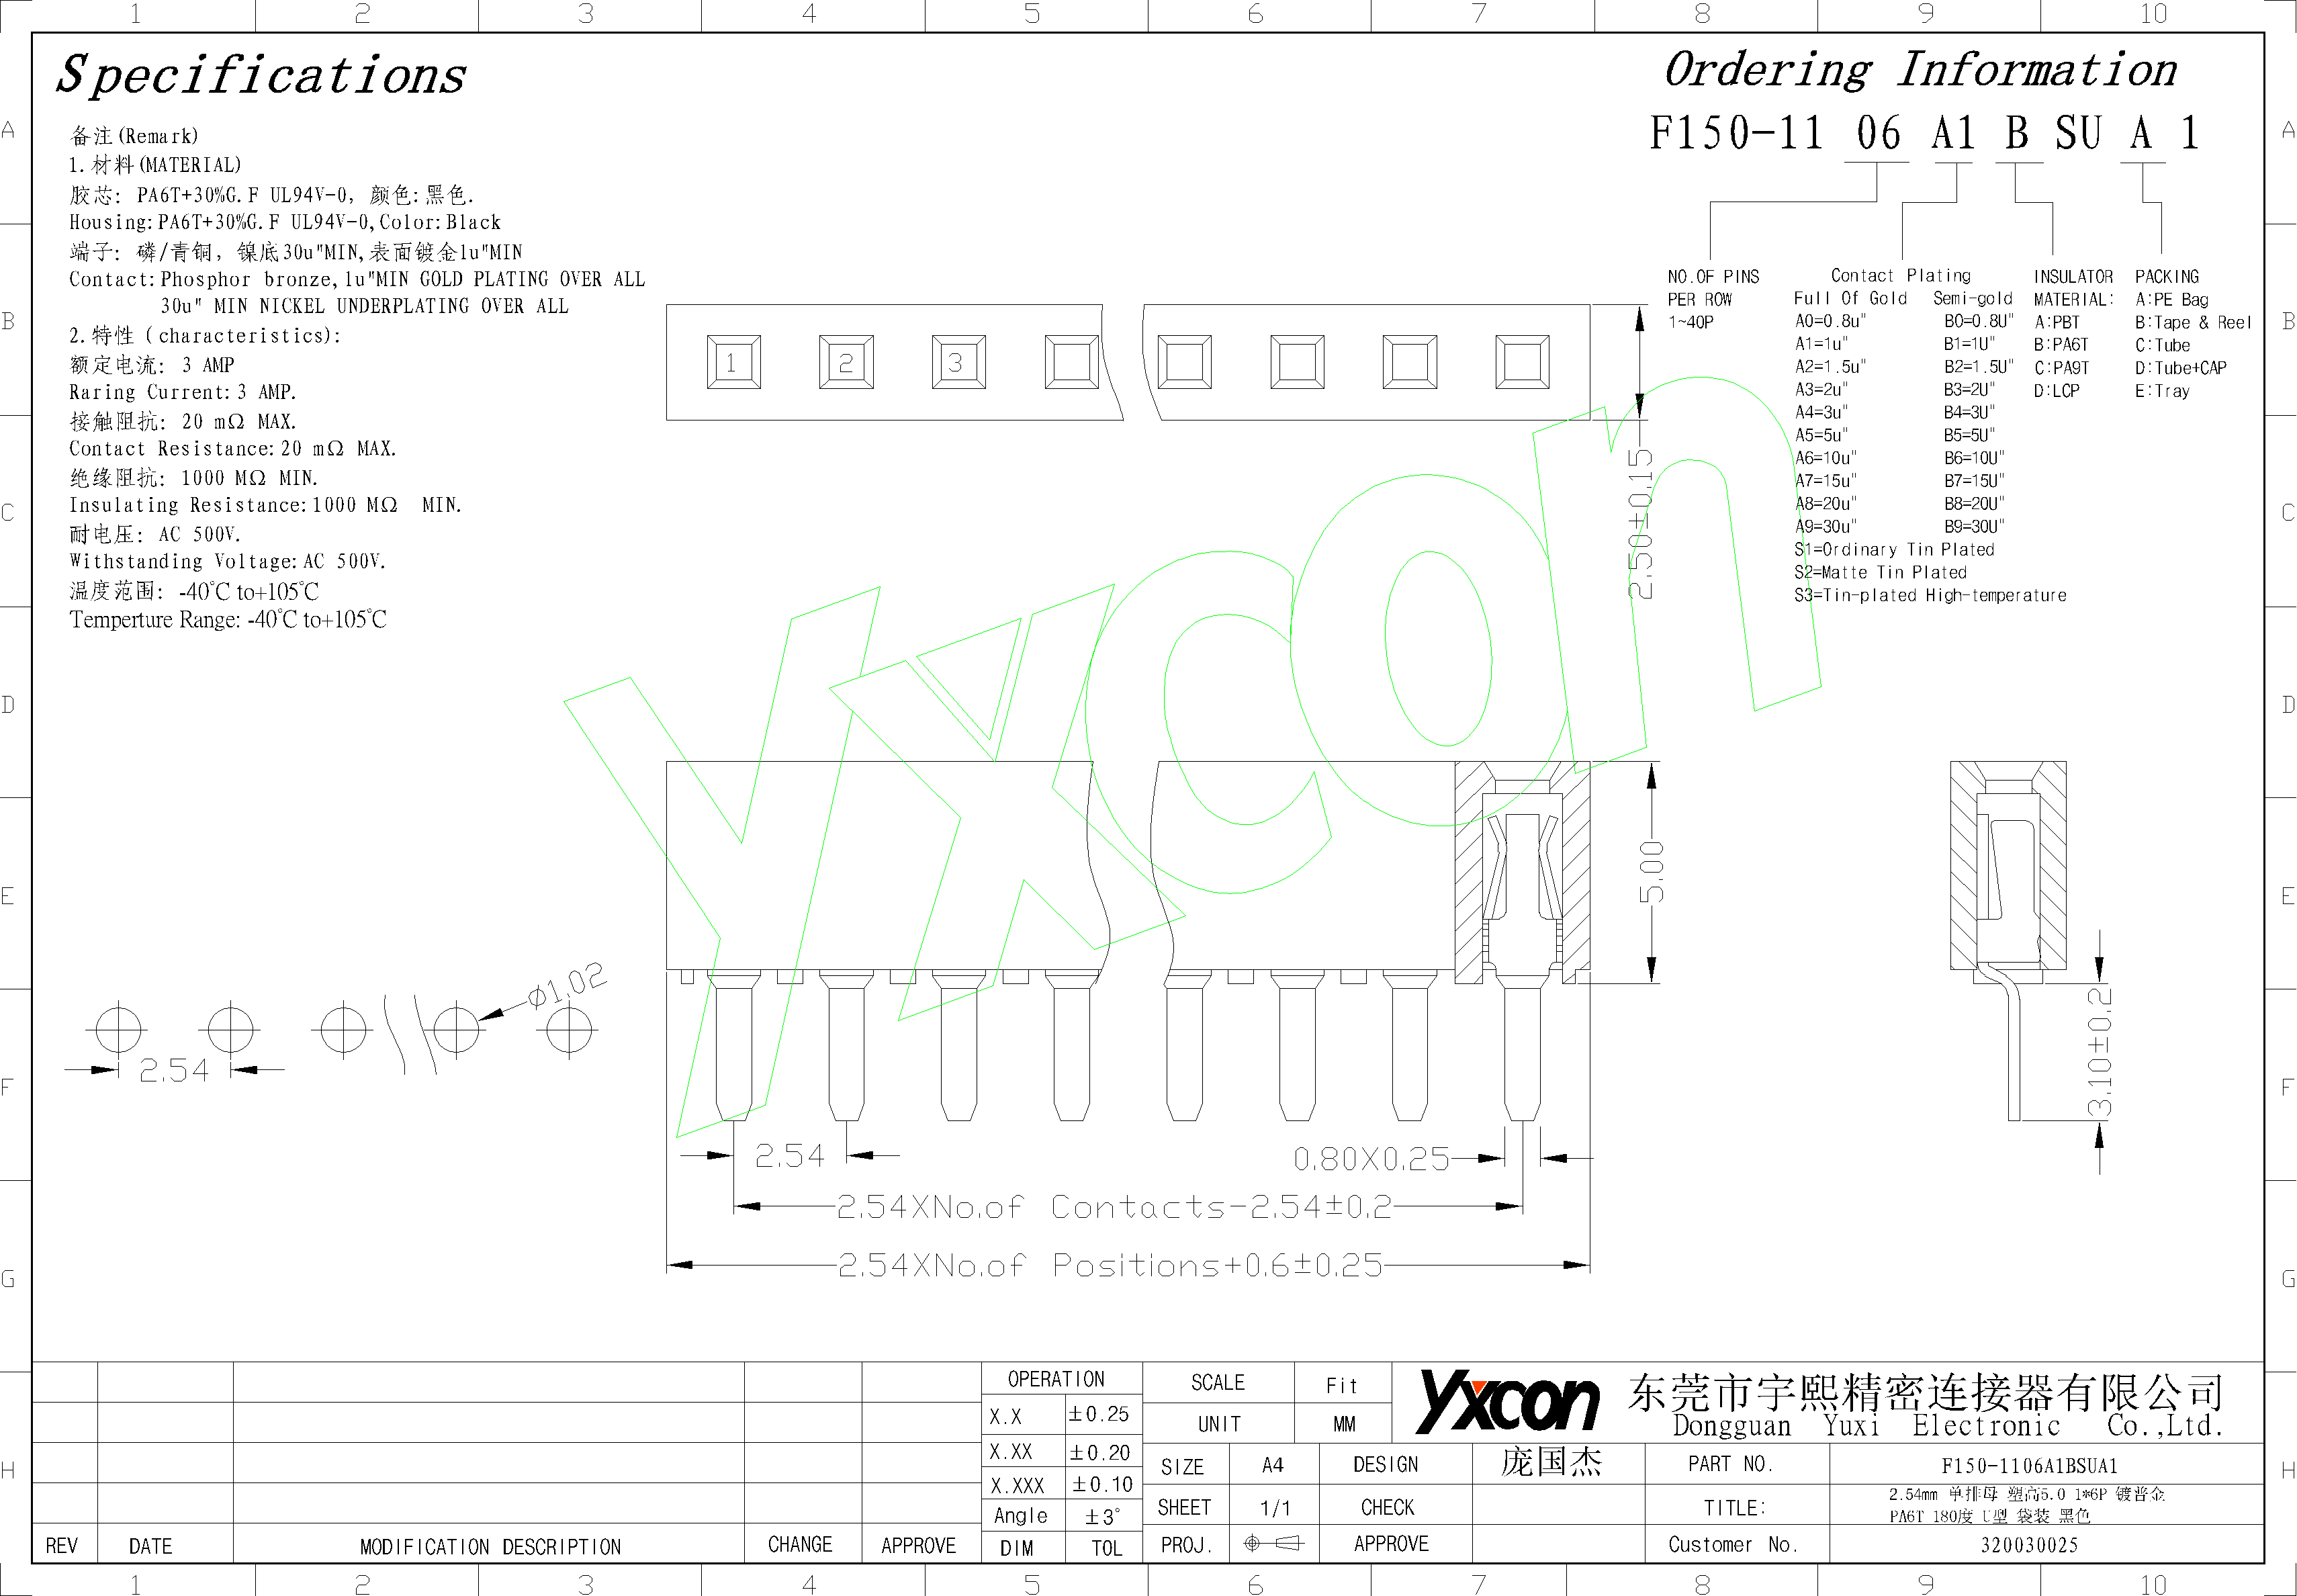 1 2 3 4 5 6 7 8 9 10
A B C D E F G H
A B C D E F G H
Specifications
备注(Remark)
1.材料(MATERIAL)
胶芯: PA6T+30%G.F UL94V-0, 颜色:黑色.
Housing:PA6T+30%G.F UL94V-0,Color:Black
端子: 磷/青铜, 镍底30u"MIN,表面镀金1u"MIN
Contact:Phosphor bronze,1u"MIN GOLD PLATING OVER ALL
30u" MIN NICKEL UNDERPLATING OVER ALL
2.特性 (characteristics):
额定电流: 3 AMP
Raring Current:3 AMP.
接触阻抗: 20 mΩ MAX.
Contact Resistance:20 mΩ MAX.
绝缘阻抗: 1000 MΩ MIN.
Insulating Resistance:1000 MΩ MIN.
耐电压: AC 500V.
Withstanding Voltage:AC 500V.
温度范围: -40℃ to+105℃
Temperture Range: -40℃ to+105℃
Ordering Information
F150-11 06 A1 B SU A 1
NO.OF PINS
PER ROW
1~40P
Contact Plating
Full Of Gold Semi-gold
A0=0.8u" B0=0.8U"
A1=1u" B1=1U"
A2=1.5u" B2=1.5U"
A3=2u" B3=2U"
A4=3u" B4=3U"
A5=5u" B5=5U"
A6=10u" B6=10U"
A7=15u" B7=15U"
A8=20u" B8=20U"
A9=30u" B9=30U"
S1=Ordinary Tin Plated
S2=Matte Tin Plated
S3=Tin-plated High-temperature
INSULATOR
MATERIAL:
A:PBT
B:PA6T
C:PA9T
D:LCP
PACKING
A:PE Bag
B:Tape & Reel
C:Tube
D:Tube+CAP
E:Tray
1 2 3
2.50±0.15
yxcon
5.00
3.10±0.2
ø1.02
2.54
2.54
0.80X0.25
2.54XNo.of Contacts-2.54±0.2
2.54XNo.of Positions+0.6±0.25
REV DATE MODIFICATION DESCRIPTION CHANGE APPROVE
OPERATION
X.X ±0.25
X.XX ±0.20
X.XXX ±0.10
Angle ±3°
DIM TOL
SCALE Fit
UNIT MM
SIZE A4 DESIGN 庞国杰
SHEET 1/1 CHECK
PROJ. APPROVE
yxcon
东莞市宇熙精密连接器有限公司
Dongguan Yuxi Electronic Co.,Ltd.
PART NO. F150-1106A1BSUA1
TITLE: 2.54mm 单排母 塑高5.0 1*6P 镀普金
PA6T 180度 U型 袋装 黑色
Customer No. 320030025
1 2 3 4 5 6 7 8 9 10